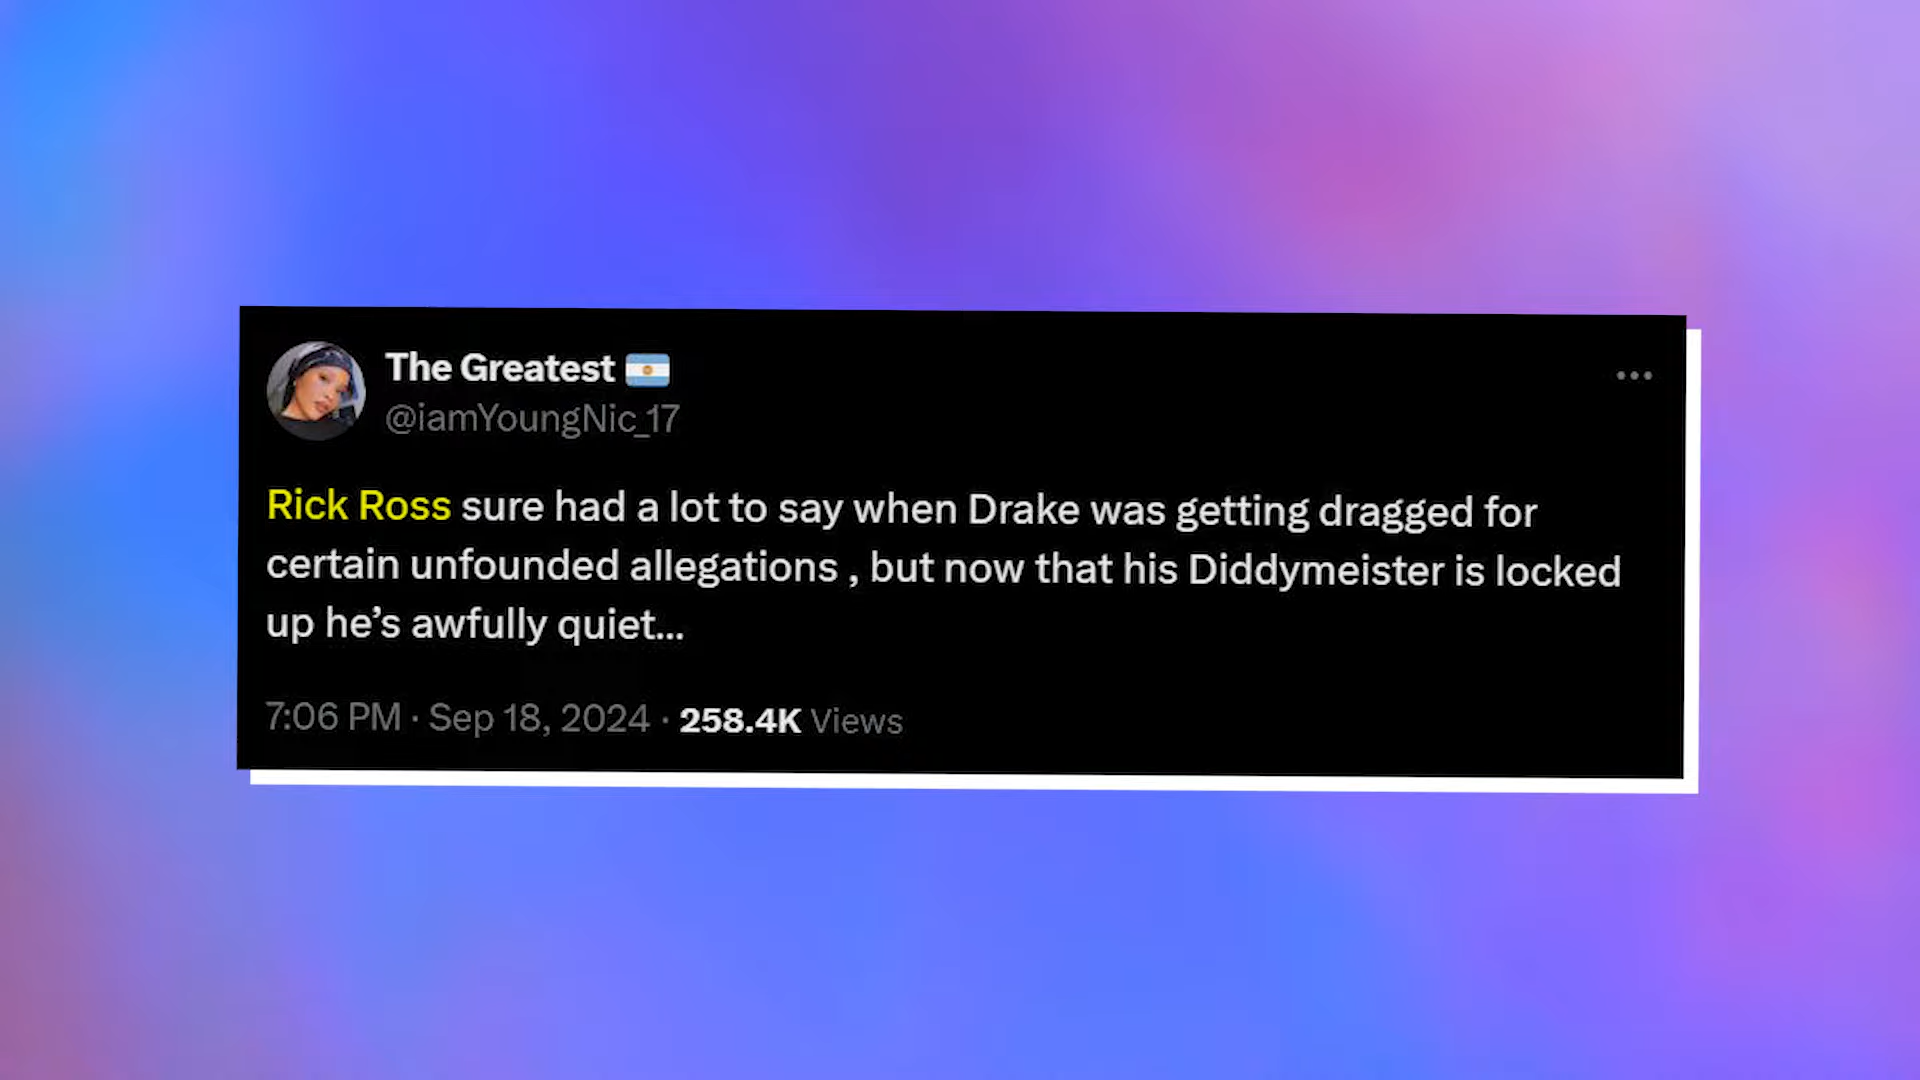 The Greatest 🇦🇷
@iamYoungNic_17
Rick Ross sure had a lot to say when Drake was getting dragged for
certain unfounded allegations , but now that his Diddymeister is locked
up he’s awfully quiet...
7:06 PM · Sep 18, 2024 · 258.4K Views